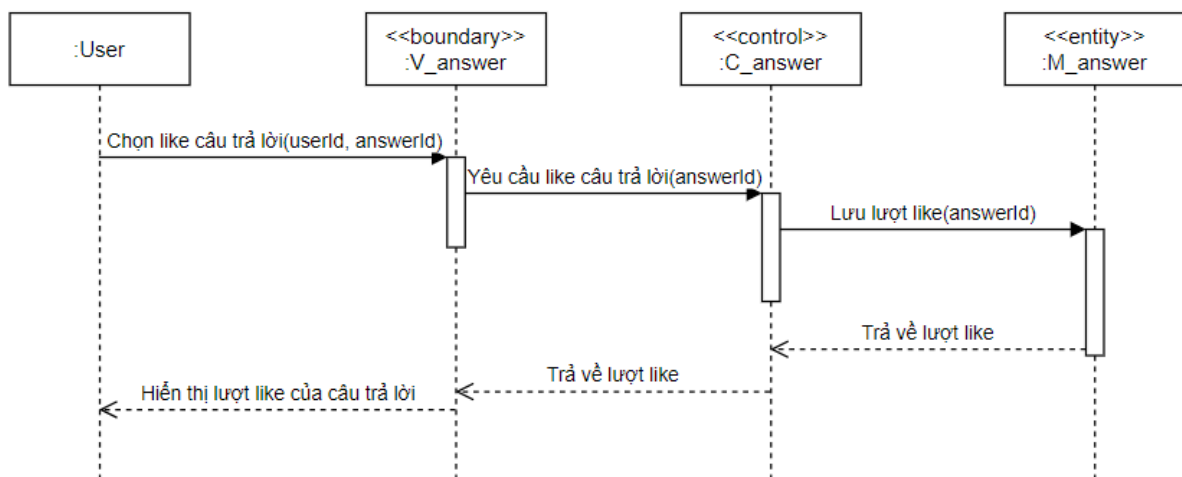 :User
<<boundary>>
:V_answer
<<control>>
:C_answer
<<entity>>
:M_answer
Chọn like câu trả lời(userId, answerId)
Yêu cầu like câu trả lời(answerId)
Lưu lượt like(answerId)
Trả về lượt like
Trả về lượt like
Hiển thị lượt like của câu trả lời